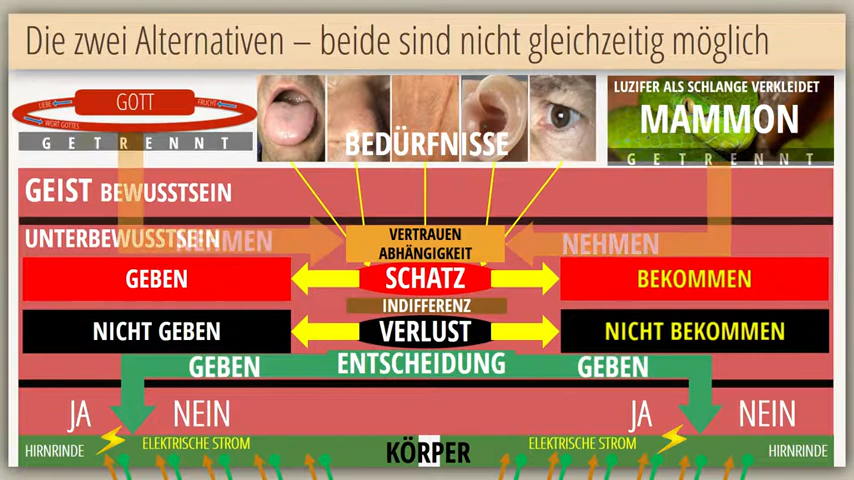 Die zwei Alternativen – beide sind nicht gleichzeitig möglich
GOTT
LIEBE
FRUCHT
WORT GOTTES
GETRENNT
BEDÜRFNISSE
LUZIFER ALS SCHLANGE VERKLEIDET
MAMMON
GETRENNT
GEIST BEWUSSTSEIN
UNTERBEWUSSTSEIN
NEHMEN
VERTRAUEN
ABHÄNGIGKEIT
NEHMEN
GEBEN
SCHATZ
BEKOMMEN
INDIFFERENZ
NICHT GEBEN
VERLUST
NICHT BEKOMMEN
GEBEN
ENTSCHEIDUNG
GEBEN
JA
NEIN
JA
NEIN
HIRNRINDE
ELEKTRISCHE STROM
KÖRPER
ELEKTRISCHE STROM
HIRNRINDE